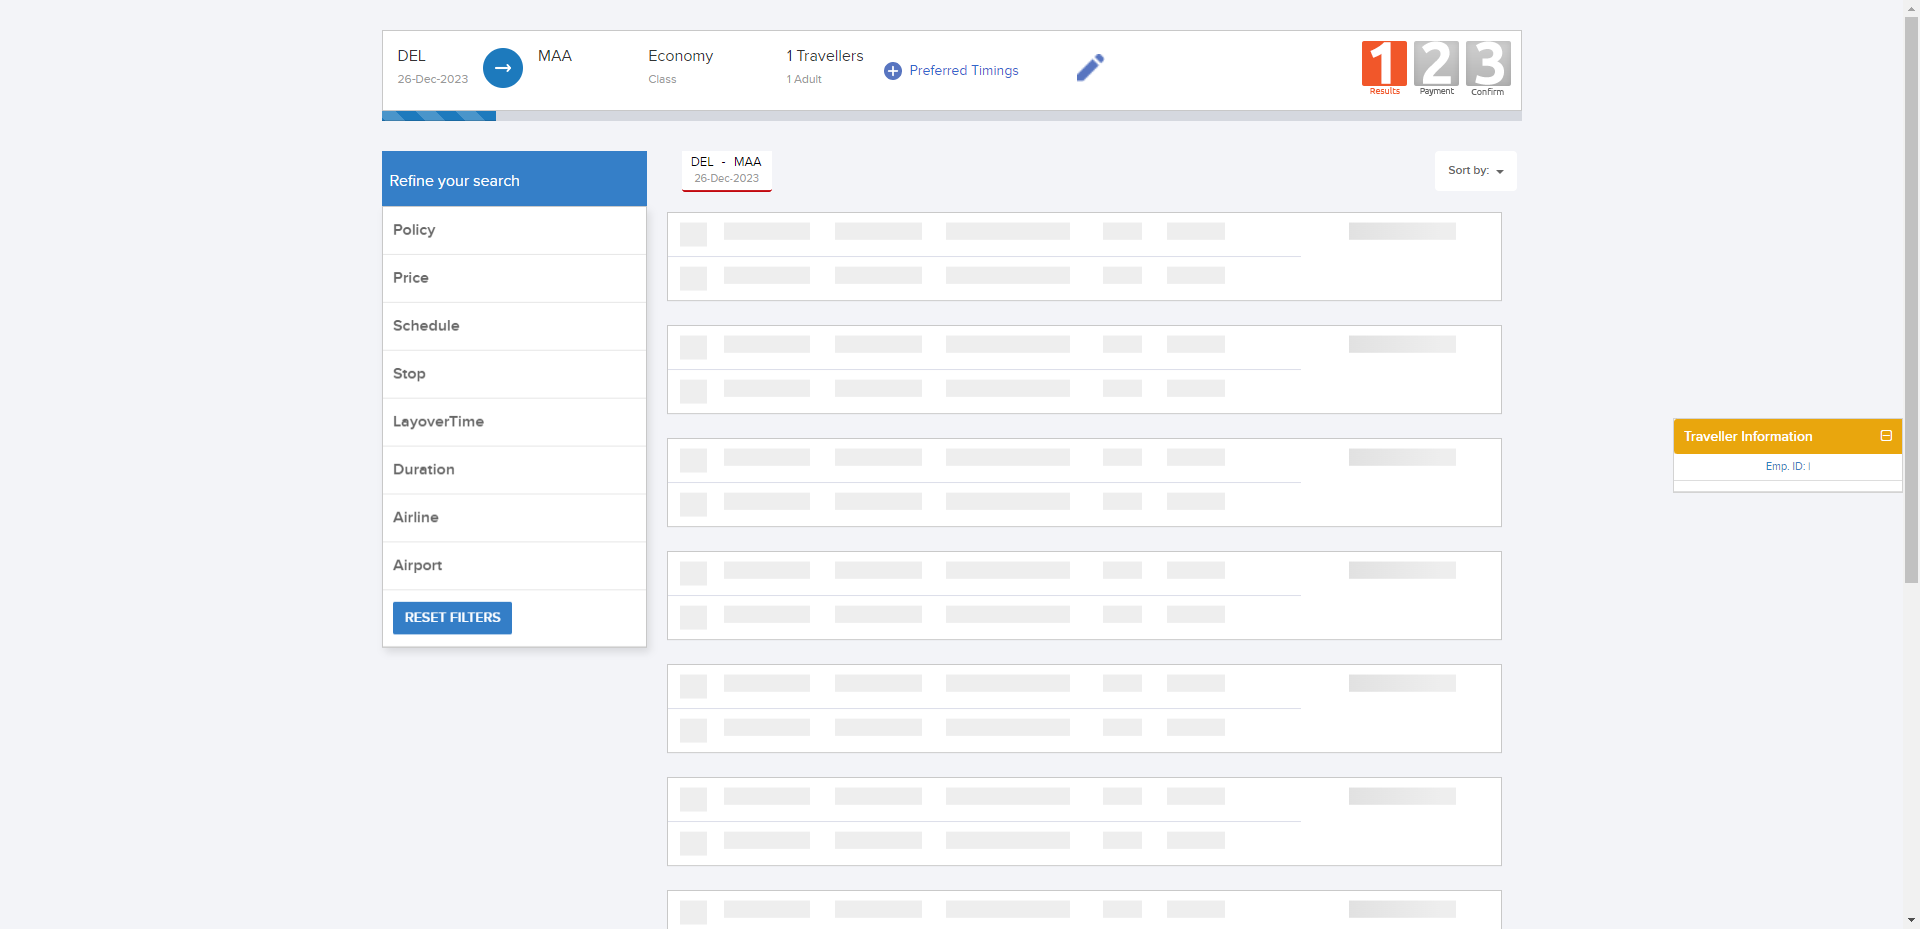 DEL
26-Dec-2023
MAA
Economy
Class
1 Travellers
1 Adult
Preferred Timings
1
Results
2
Payment
3
Confirm
Refine your search
Policy
Price
Schedule
Stop
LayoverTime
Duration
Airline
Airport
RESET FILTERS
DEL - MAA
26-Dec-2023
Sort by:
Traveller Information
Emp. ID: |